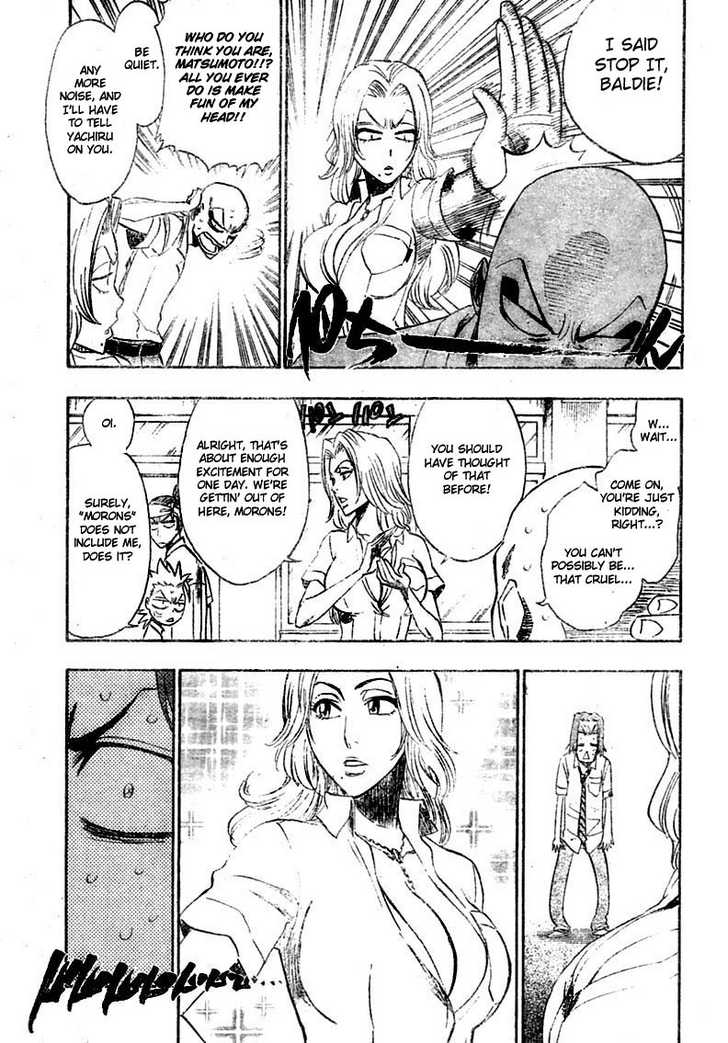 I SAID
STOP IT,
BALDIE!
WHO DO YOU
THINK YOU ARE,
MATSUMOTO!!?
ALL YOU EVER
DO IS MAKE
FUN OF MY
HEAD!!
BE
QUIET.
ANY
MORE
NOISE, AND
I'LL HAVE
TO TELL
YACHIRU
ON YOU.
W...
WAIT...
COME ON,
YOU'RE JUST
KIDDING,
RIGHT...?
YOU CAN'T
POSSIBLY BE...
THAT CRUEL...
YOU SHOULD
HAVE THOUGHT
OF THAT
BEFORE!
ALRIGHT, THAT'S
ABOUT ENOUGH
EXCITEMENT FOR
ONE DAY. WE'RE
GETTIN' OUT OF
HERE, MORONS!
OI.
SURELY,
"MORONS"
DOES NOT
INCLUDE ME,
DOES IT?